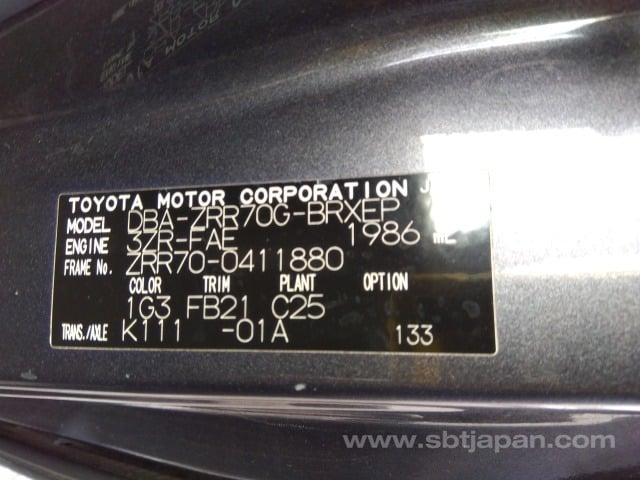 TOYOTA MOTOR CORPORATION J
MODEL DBA-ZRR70G-BRXEP
ENGINE 3ZR-FAE 1986 mL
FRAME No. ZRR70-0411880
COLOR TRIM PLANT OPTION
1G3 FB21 C25
TRANS./AXLE K111 -01A 133
www.sbtjapan.com